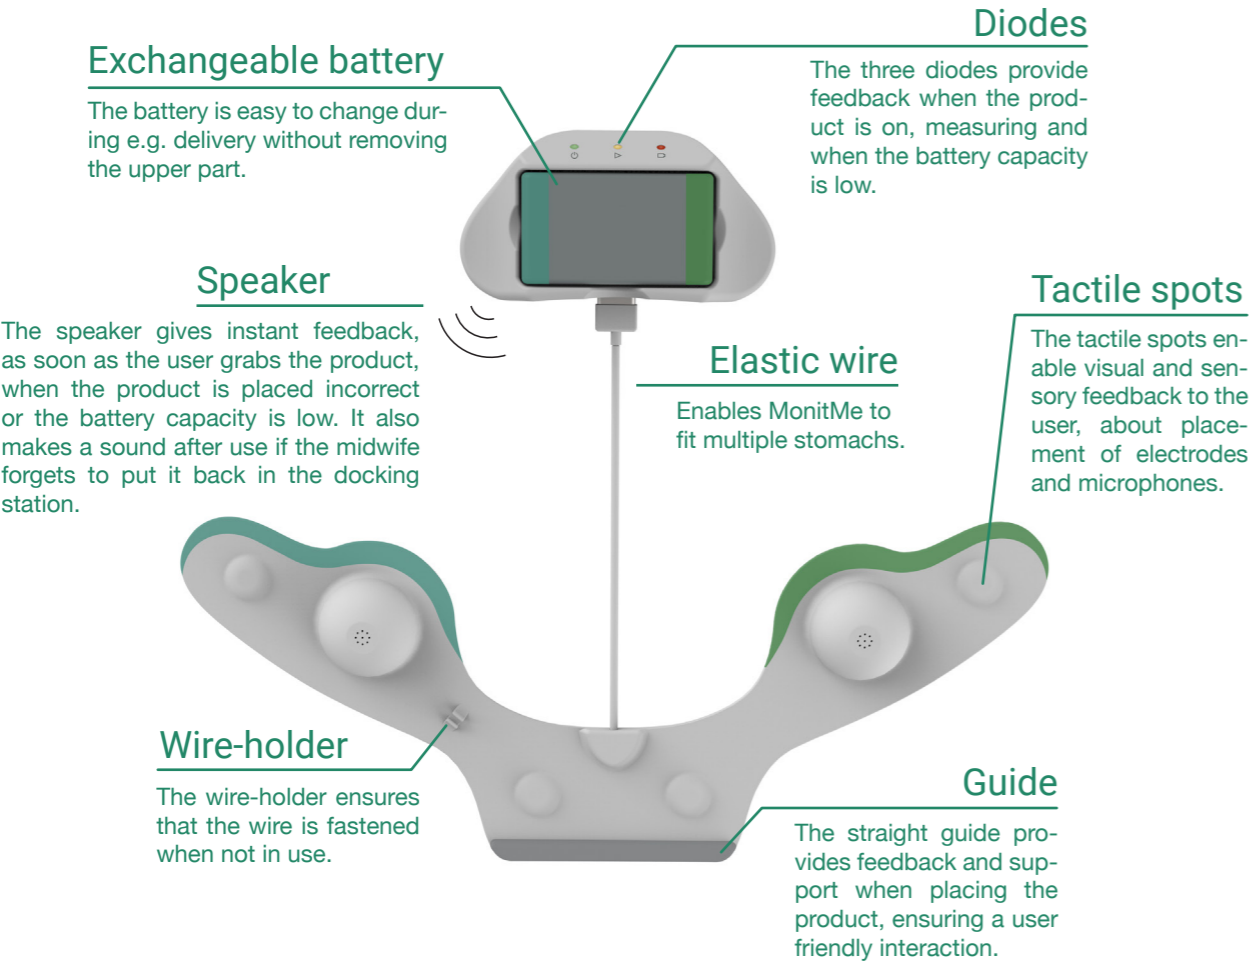 Diodes
The three diodes provide
feedback when the prod-
uct is on, measuring and
when the battery capacity
is low.
Exchangeable battery
The battery is easy to change dur-
ing e.g. delivery without removing
the upper part.
Speaker
The speaker gives instant feedback,
as soon as the user grabs the product,
when the product is placed incorrect
or the battery capacity is low. It also
makes a sound after use if the midwife
forgets to put it back in the docking
station.
Elastic wire
Enables MonitMe to
fit multiple stomachs.
Tactile spots
The tactile spots en-
able visual and sen-
sory feedback to the
user, about place-
ment of electrodes
and microphones.
Wire-holder
The wire-holder ensures
that the wire is fastened
when not in use.
Guide
The straight guide pro-
vides feedback and sup-
port when placing the
product, ensuring a user
friendly interaction.